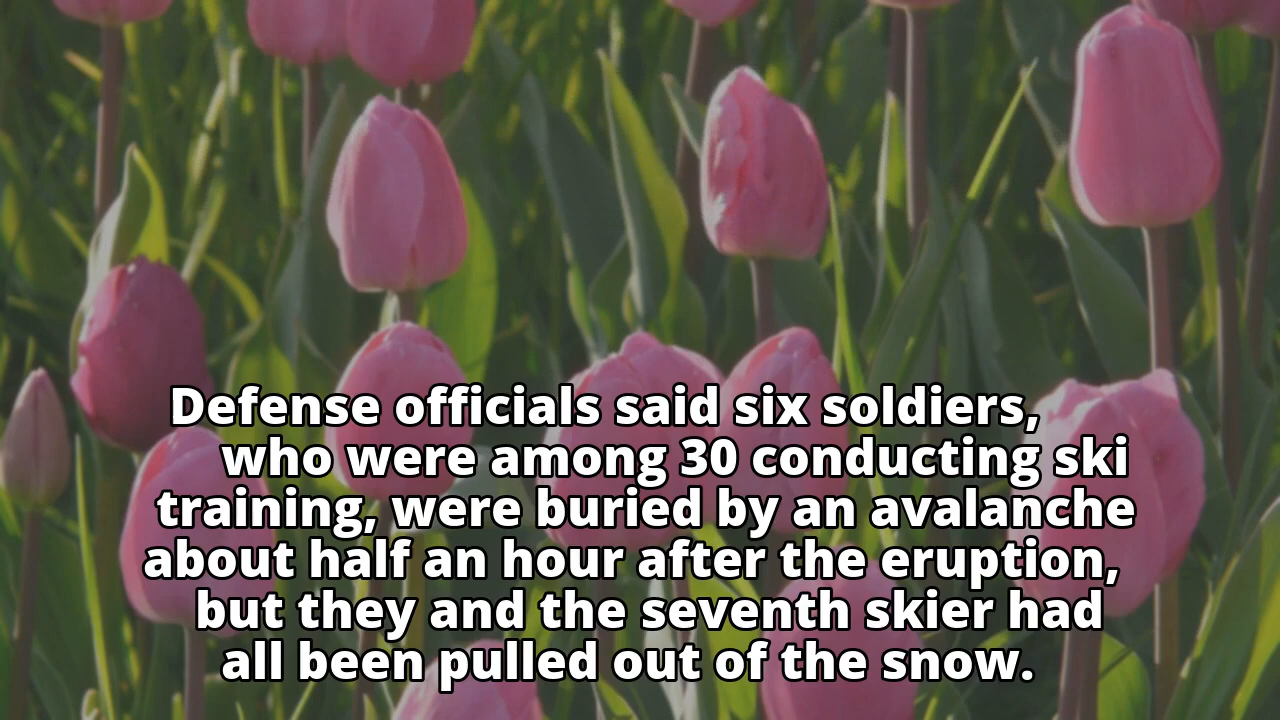 Defense officials said six soldiers,
who were among 30 conducting ski
training, were buried by an avalanche
about half an hour after the eruption,
but they and the seventh skier had
all been pulled out of the snow.